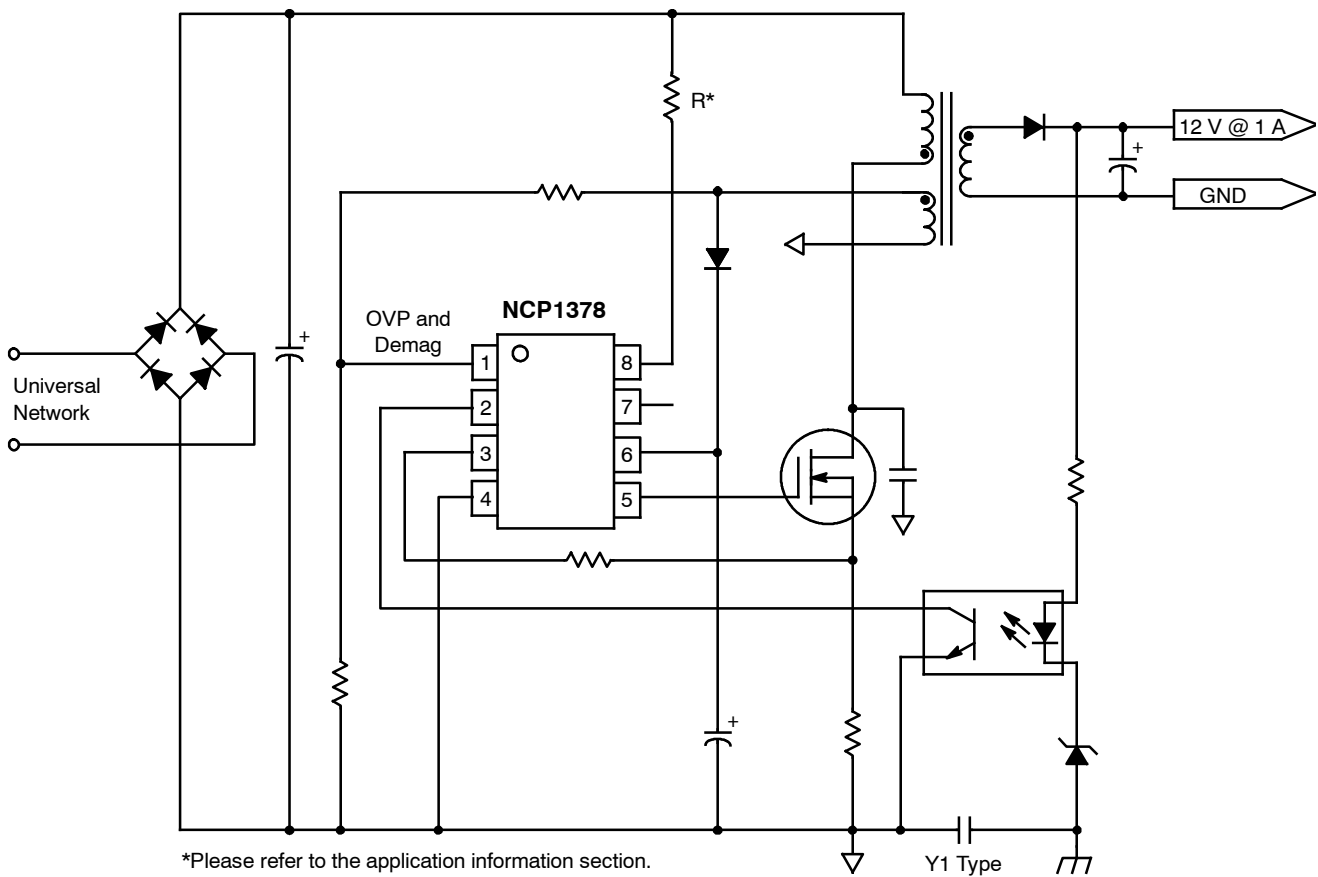 R*
12 V @ 1 A
GND
NCP1378
OVP and
Demag
+
+
Universal
Network
1
2
3
4
8
7
6
5
+
*Please refer to the application information section.
Y1 Type